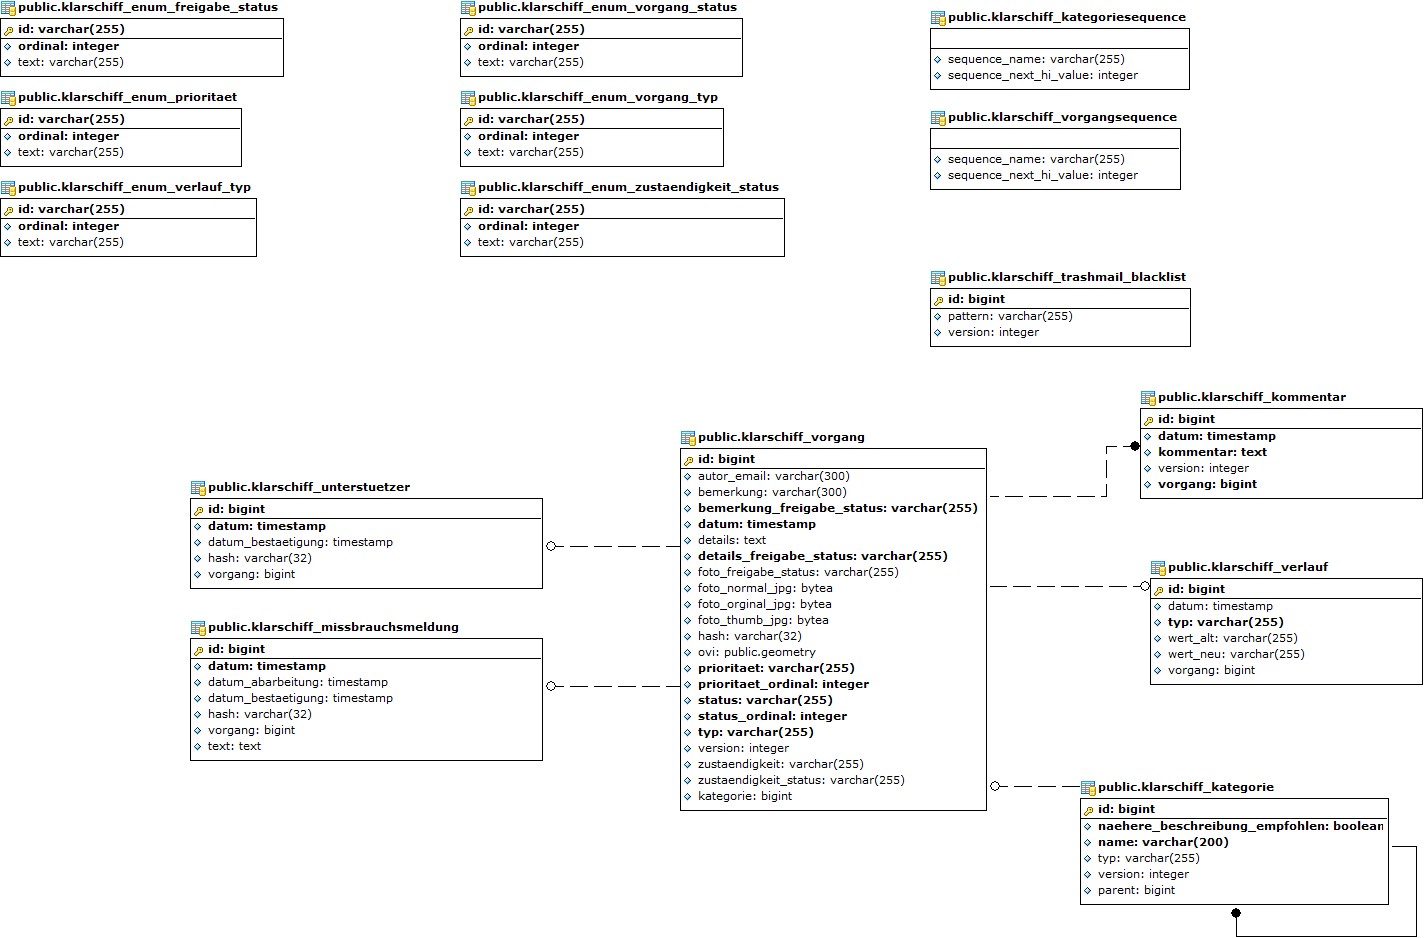 public.klarschiff_enum_freigabe_status
id: varchar(255)
ordinal: integer
text: varchar(255)
public.klarschiff_enum_prioritaet
id: varchar(255)
ordinal: integer
text: varchar(255)
public.klarschiff_enum_verlauf_typ
id: varchar(255)
ordinal: integer
text: varchar(255)
public.klarschiff_enum_vorgang_status
id: varchar(255)
ordinal: integer
text: varchar(255)
public.klarschiff_enum_vorgang_typ
id: varchar(255)
ordinal: integer
text: varchar(255)
public.klarschiff_enum_zustaendigkeit_status
id: varchar(255)
ordinal: integer
text: varchar(255)
public.klarschiff_kategoriesequence
sequence_name: varchar(255)
sequence_next_hi_value: integer
public.klarschiff_vorgangsequence
sequence_name: varchar(255)
sequence_next_hi_value: integer
public.klarschiff_trashmail_blacklist
id: bigint
pattern: varchar(255)
version: integer
public.klarschiff_unterstuetzer
id: bigint
datum: timestamp
datum_bestaetigung: timestamp
hash: varchar(32)
vorgang: bigint
public.klarschiff_missbrauchsmeldung
id: bigint
datum: timestamp
datum_abarbeitung: timestamp
datum_bestaetigung: timestamp
hash: varchar(32)
vorgang: bigint
text: text
public.klarschiff_vorgang
id: bigint
autor_email: varchar(300)
bemerkung: varchar(300)
bemerkung_freigabe_status: varchar(255)
datum: timestamp
details: text
details_freigabe_status: varchar(255)
foto_freigabe_status: varchar(255)
foto_normal_jpg: bytea
foto_orginal_jpg: bytea
foto_thumb_jpg: bytea
hash: varchar(32)
ovi: public.geometry
prioritaet: varchar(255)
prioritaet_ordinal: integer
status: varchar(255)
status_ordinal: integer
typ: varchar(255)
version: integer
zustaendigkeit: varchar(255)
zustaendigkeit_status: varchar(255)
kategorie: bigint
public.klarschiff_kommentar
id: bigint
datum: timestamp
kommentar: text
version: integer
vorgang: bigint
public.klarschiff_verlauf
id: bigint
datum: timestamp
typ: varchar(255)
wert_alt: varchar(255)
wert_neu: varchar(255)
vorgang: bigint
public.klarschiff_kategorie
id: bigint
naehere_beschreibung_empfohlen: boolean
name: varchar(200)
typ: varchar(255)
version: integer
parent: bigint